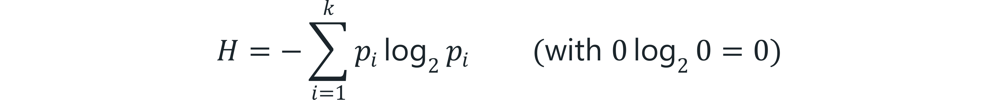 H = −∑_{i=1}^{k} p_i log_2 p_i (with 0 log_2 0 = 0)